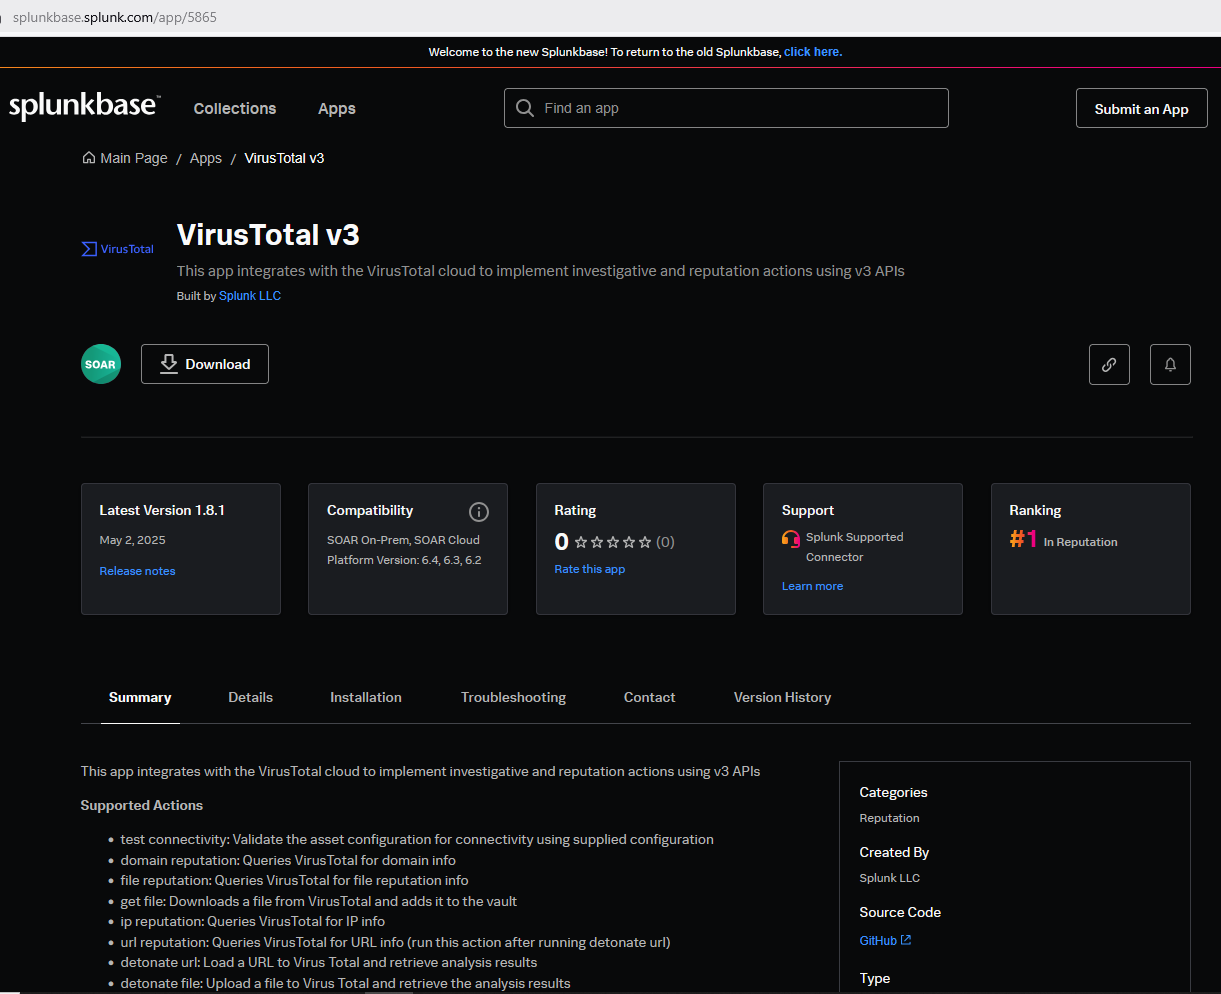 splunkbase.splunk.com/app/5865
Welcome to the new Splunkbase! To return to the old Splunkbase, click here.
splunkbase™
Collections
Apps
Find an app
Submit an App
Main Page / Apps / VirusTotal v3
VirusTotal
VirusTotal v3
This app integrates with the VirusTotal cloud to implement investigative and reputation actions using v3 APIs
Built by Splunk LLC
SOAR
Download
Latest Version 1.8.1
May 2, 2025
Release notes
Compatibility
SOAR On-Prem, SOAR Cloud
Platform Version: 6.4, 6.3, 6.2
Rating
0 (0)
Rate this app
Support
Splunk Supported
Connector
Learn more
Ranking
#1 In Reputation
Summary
Details
Installation
Troubleshooting
Contact
Version History
This app integrates with the VirusTotal cloud to implement investigative and reputation actions using v3 APIs
Supported Actions
• test connectivity: Validate the asset configuration for connectivity using supplied configuration
• domain reputation: Queries VirusTotal for domain info
• file reputation: Queries VirusTotal for file reputation info
• get file: Downloads a file from VirusTotal and adds it to the vault
• ip reputation: Queries VirusTotal for IP info
• url reputation: Queries VirusTotal for URL info (run this action after running detonate url)
• detonate url: Load a URL to Virus Total and retrieve analysis results
• detonate file: Upload a file to Virus Total and retrieve the analysis results
Categories
Reputation
Created By
Splunk LLC
Source Code
GitHub
Type